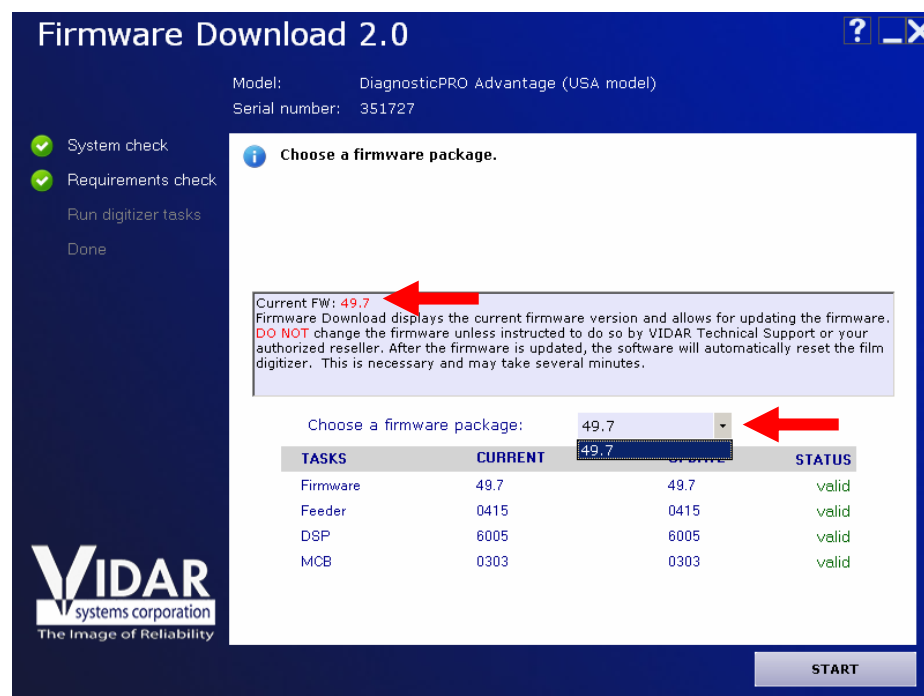 Firmware Download 2.0
Model: DiagnosticPRO Advantage (USA model)
Serial number: 351727
System check
Requirements check
Run digitizer tasks
Done
Choose a firmware package.
Current FW: 49.7
Firmware Download displays the current firmware version and allows for updating the firmware.
DO NOT change the firmware unless instructed to do so by VIDAR Technical Support or your
authorized reseller. After the firmware is updated, the software will automatically reset the film
digitizer. This is necessary and may take several minutes.
Choose a firmware package: 49.7
49.7
TASKS CURRENT UPDATE STATUS
Firmware 49.7 49.7 valid
Feeder 0415 0415 valid
DSP 6005 6005 valid
MCB 0303 0303 valid
VIDAR
systems corporation
The Image of Reliability
START